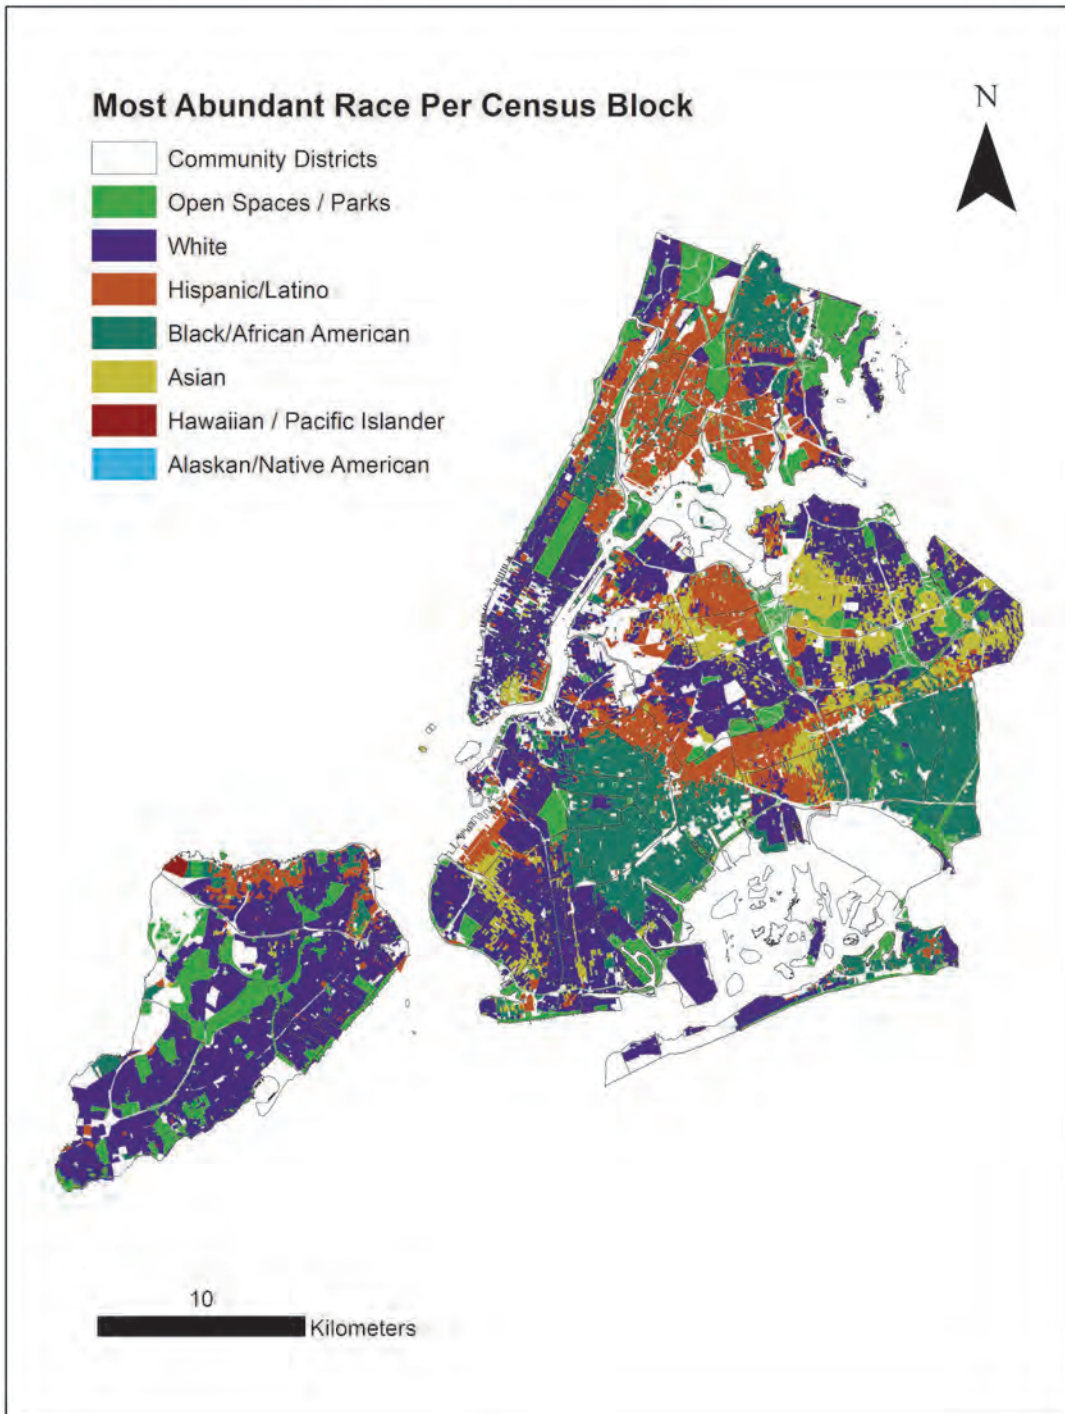 Most Abundant Race Per Census Block
N
Community Districts
Open Spaces / Parks
White
Hispanic/Latino
Black/African American
Asian
Hawaiian / Pacific Islander
Alaskan/Native American
10
Kilometers